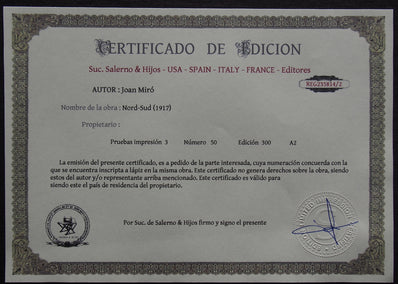 CERTIFICADO DE EDICION
Suc. Salerno & Hijos - USA - SPAIN - ITALY - FRANCE - Editores
REG255814/2
AUTOR : Joan Miró
Nombre de la obra : Nord-Sud (1917)
Propietario :
Pruebas impresión 3 Número 50 Edición 300 A2
La emisión del presente certificado, es a pedido de la parte interesada, cuya numeración concuerda con la
que se encuentra inscripta a lápiz en la misma obra. Este certificado no genera derechos sobre la obra, siendo
estos del autor y/o representante arriba mencionado. Este certificado es válido para
siendo este el país de residencia del propietario.
Por Suc. de Salerno & Hijos firmo y signo el presente